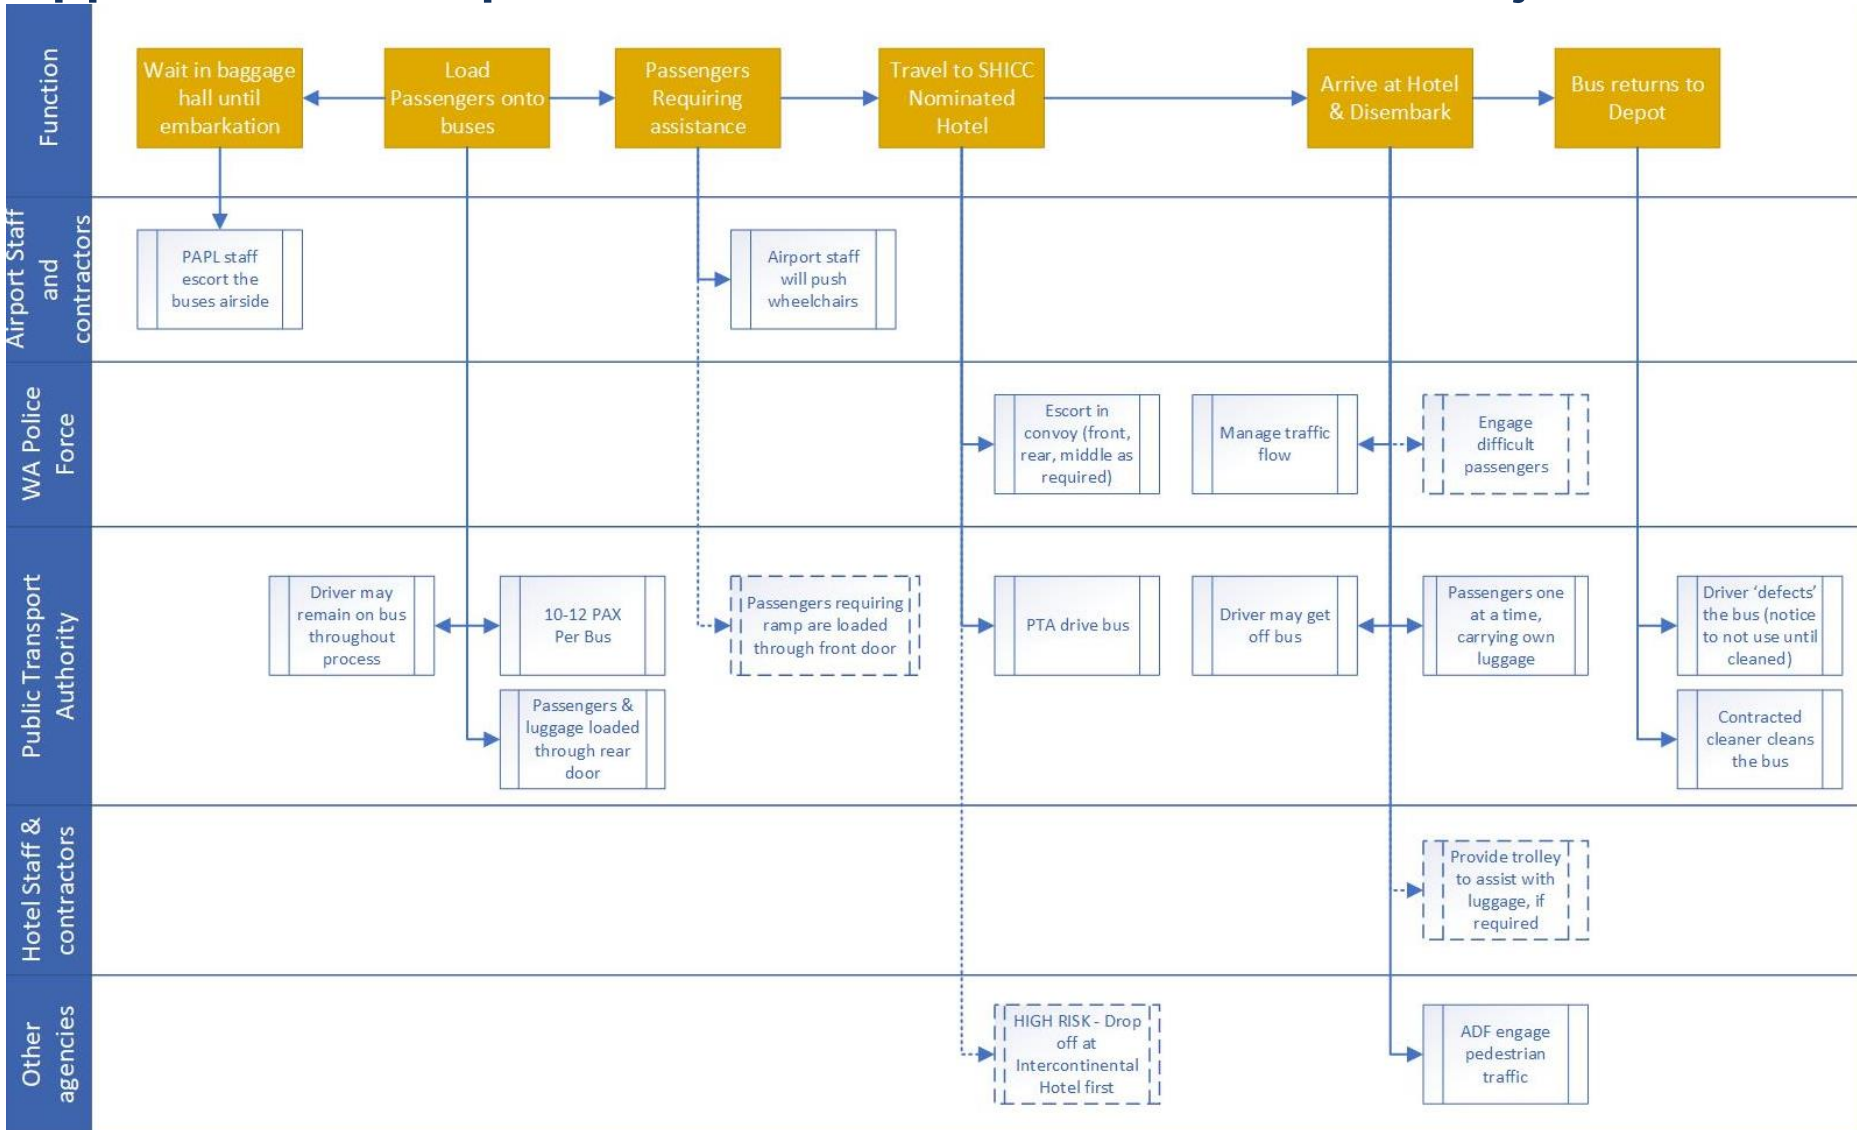 Function
Wait in baggage
hall until
embarkation
Load
Passengers onto
buses
Passengers
Requiring
assistance
Travel to SHICC
Nominated
Hotel
Arrive at Hotel
& Disembark
Bus returns to
Depot
Airport Staff
and
contractors
PAPL staff
escort the
buses airside
Airport staff
will push
wheelchairs
WA Police
Force
Escort in
convoy (front,
rear, middle as
required)
Manage traffic
flow
Engage
difficult
passengers
Public Transport
Authority
Driver may
remain on bus
throughout
process
10-12 PAX
Per Bus
Passengers &
luggage loaded
through rear
door
Passengers requiring
ramp are loaded
through front door
PTA drive bus
Driver may get
off bus
Passengers one
at a time,
carrying own
luggage
Driver ‘defects’
the bus (notice
to not use until
cleaned)
Contracted
cleaner cleans
the bus
Hotel Staff &
contractors
Provide trolley
to assist with
luggage, if
required
Other
agencies
HIGH RISK - Drop
off at
Intercontinental
Hotel first
ADF engage
pedestrian
traffic